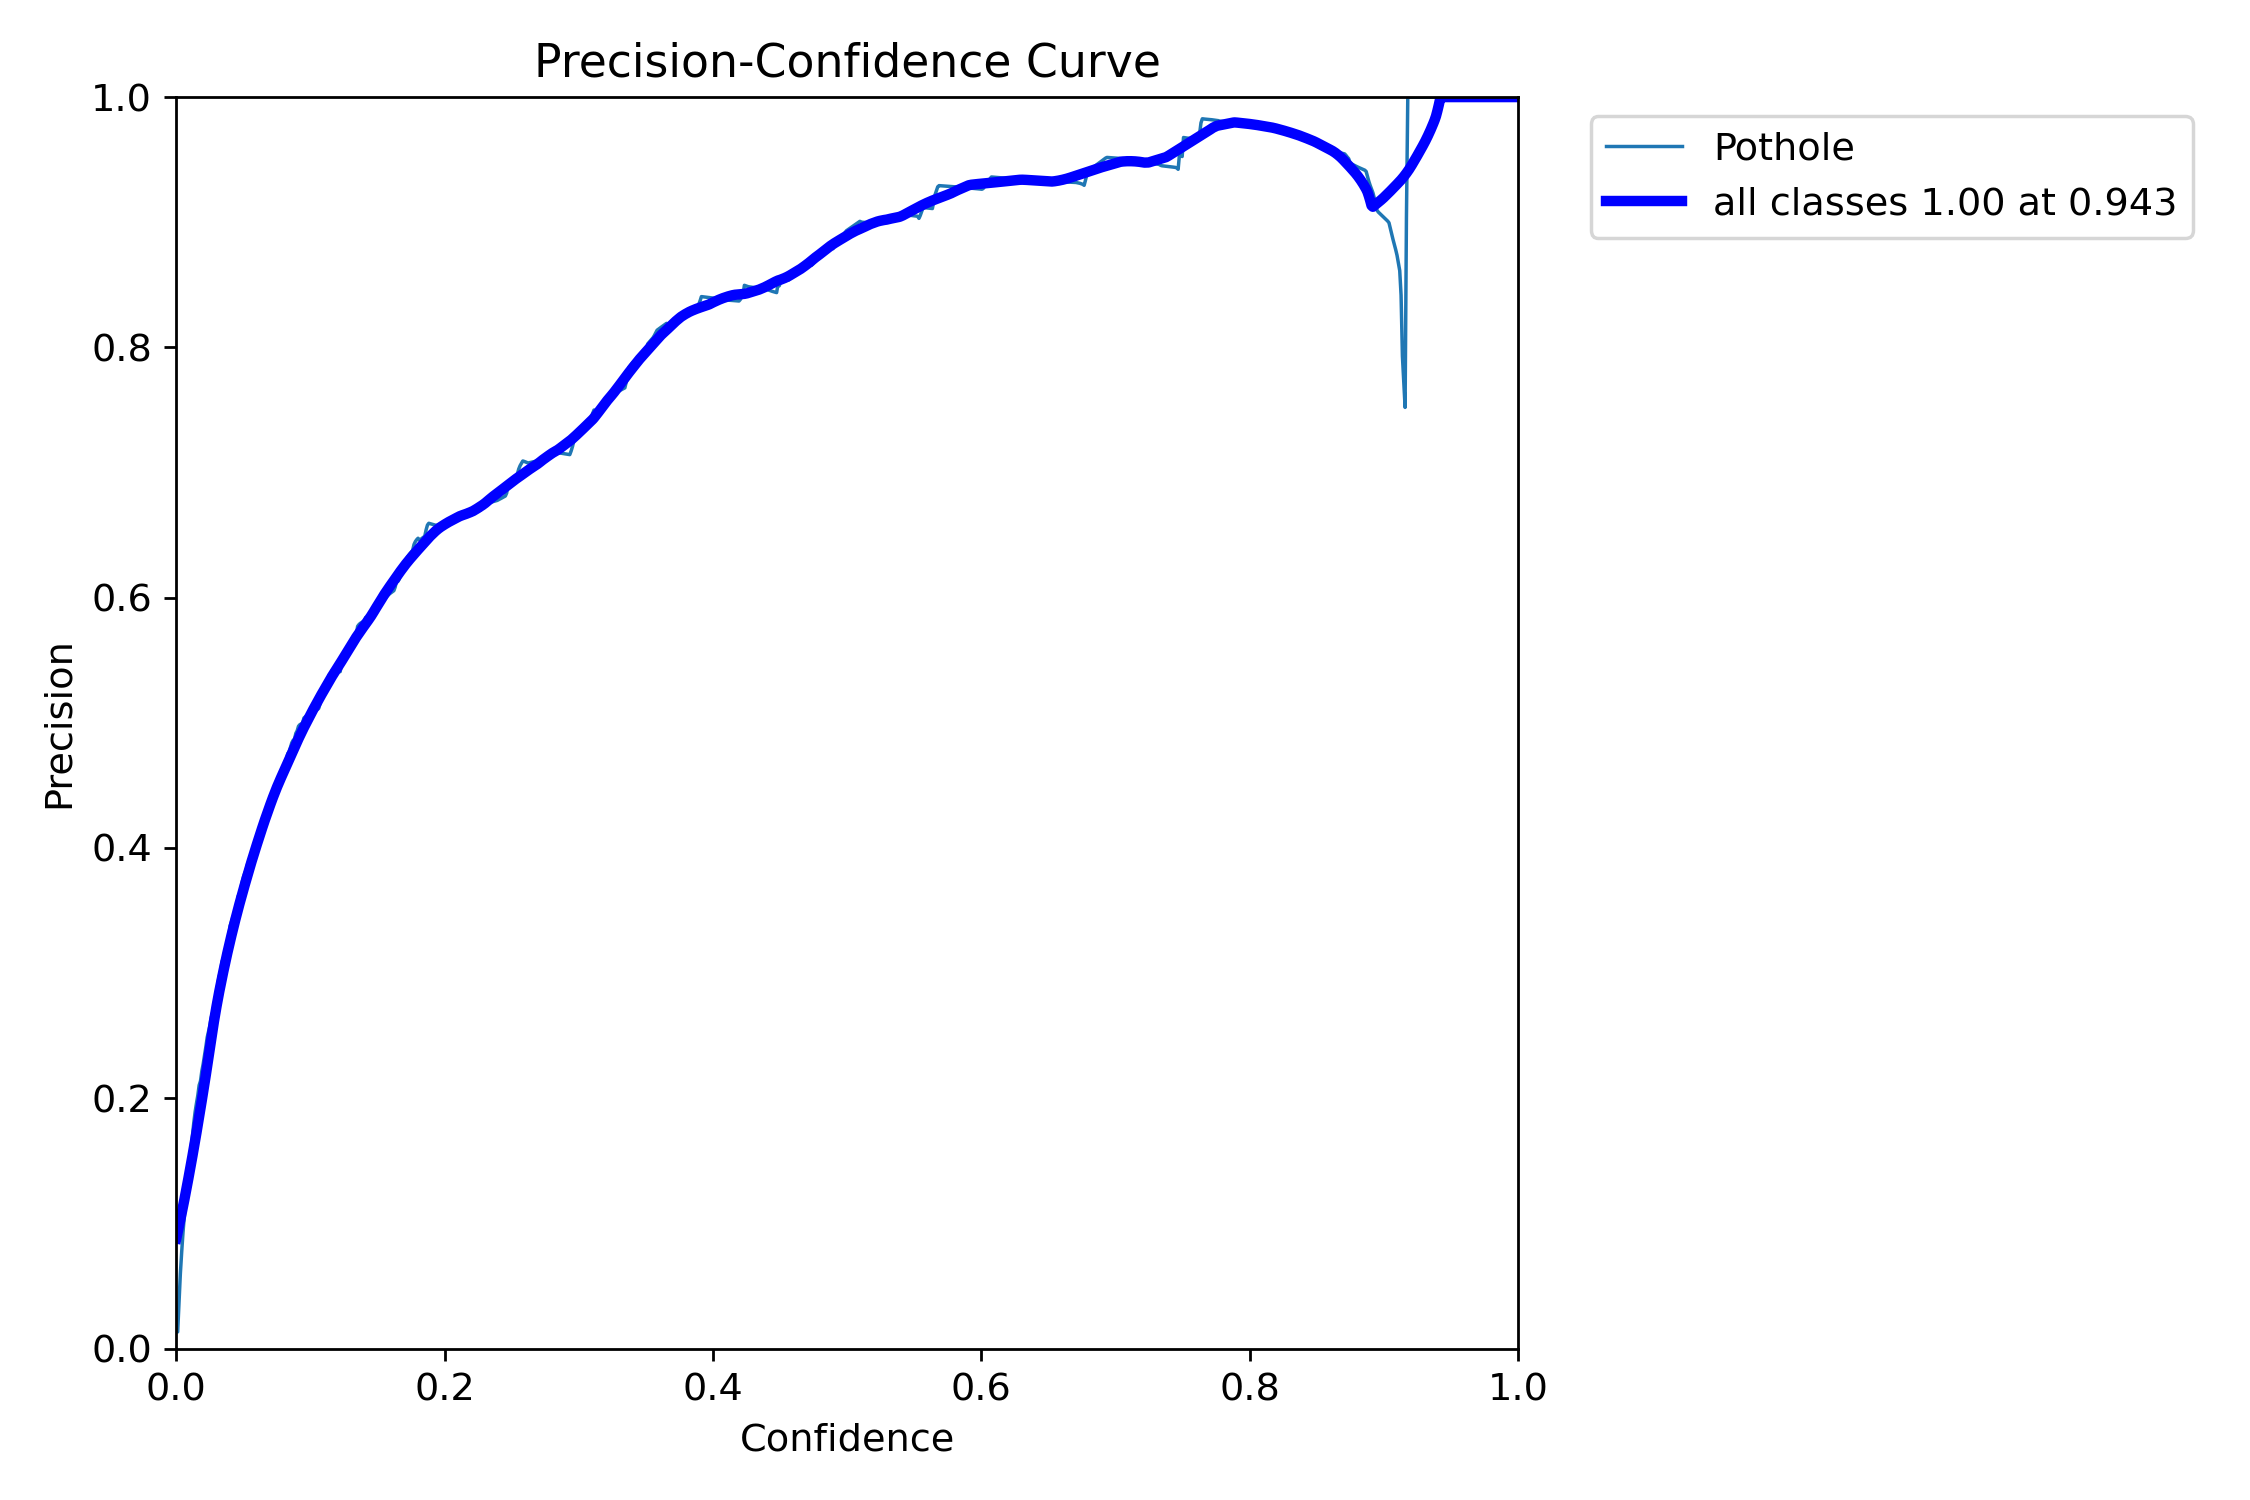 Precision-Confidence Curve
1.0
0.8
0.6
0.4
0.2
0.0
Precision
0.0 0.2 0.4 0.6 0.8 1.0
Confidence
Pothole
all classes 1.00 at 0.943